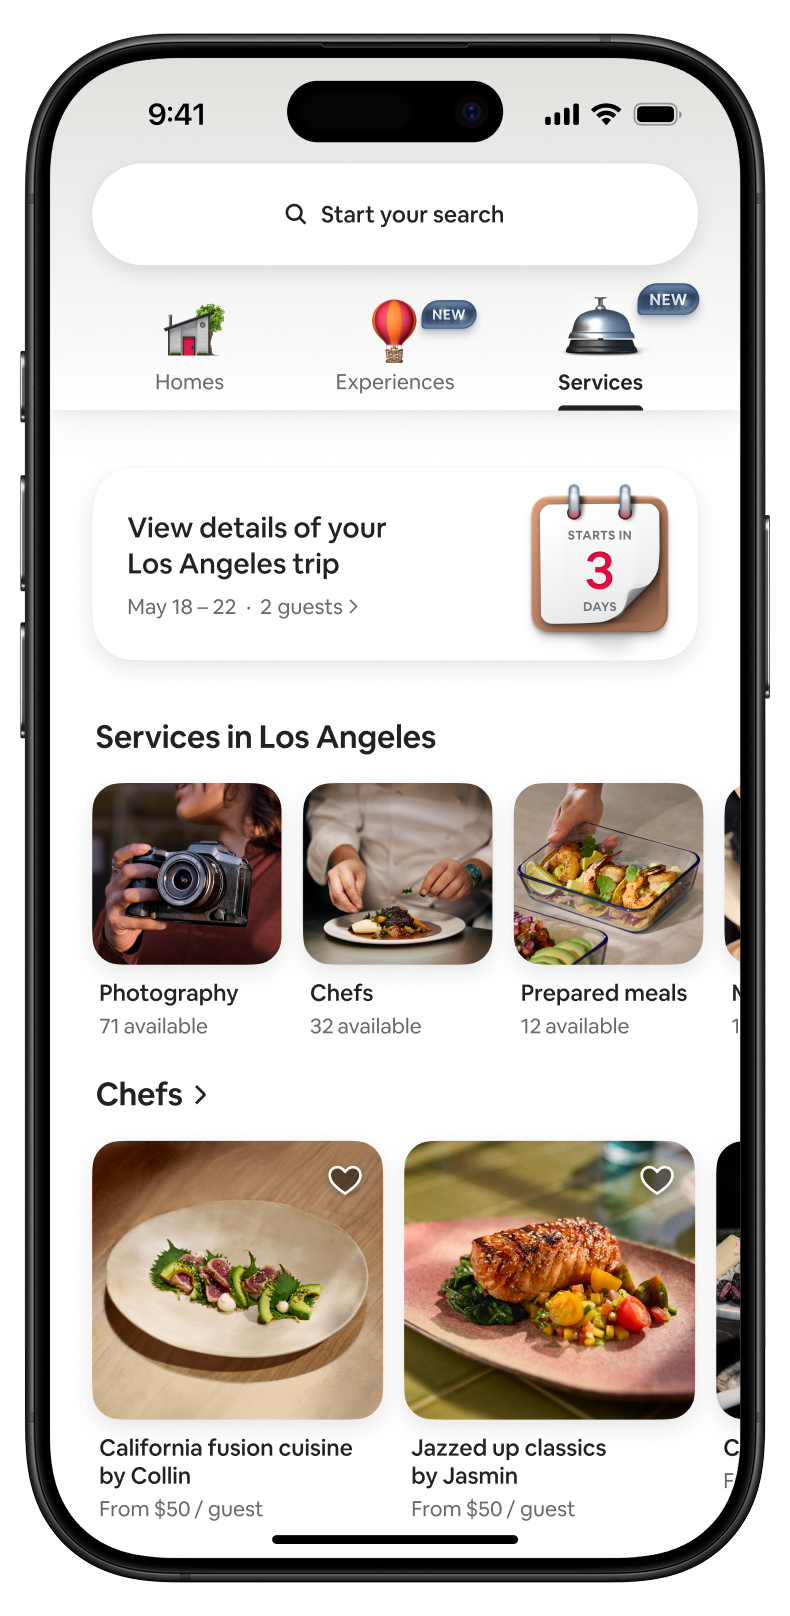 9:41
Start your search
NEW
NEW
Homes
Experiences
Services
View details of your
Los Angeles trip
May 18 – 22 · 2 guests
STARTS IN
3
DAYS
Services in Los Angeles
Photography
Chefs
Prepared meals
71 available
32 available
12 available
Chefs
California fusion cuisine
by Collin
Jazzed up classics
by Jasmin
From $50 / guest
From $50 / guest